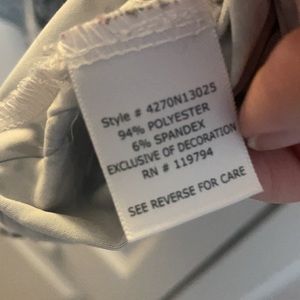 Style # 4270N13025
94% POLYESTER
6% SPANDEX
EXCLUSIVE OF DECORATION
RN # 119794
SEE REVERSE FOR CARE